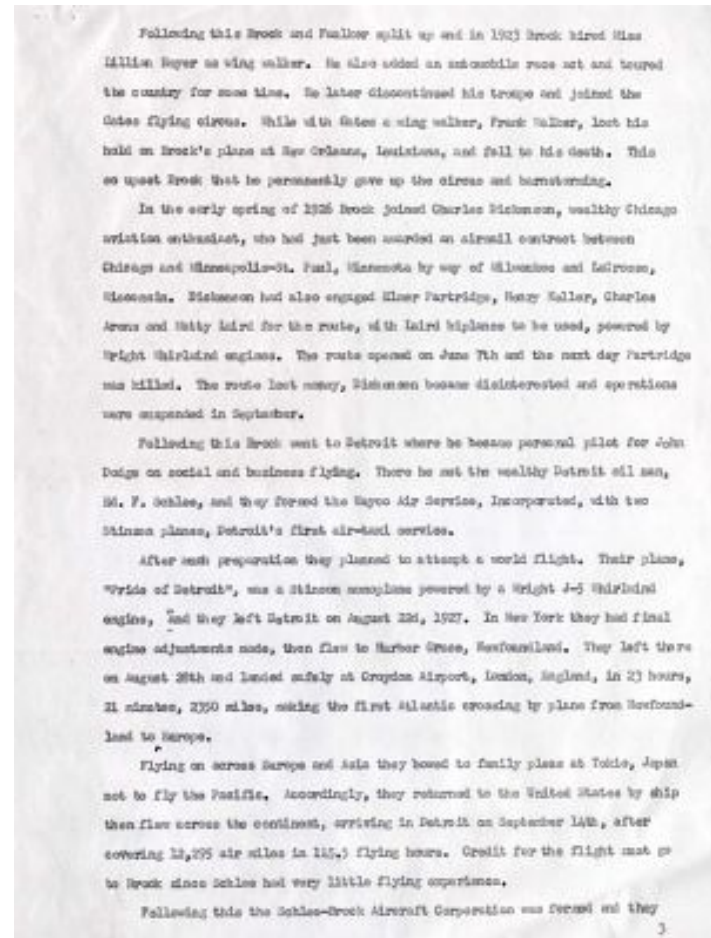 Following this Brock and Faulker split up and in 1923 Brock hired Miss
Lillian Boyer as wing walker. He also added an automobile race act and toured
the country for some time. He later discontinued his troupe and joined the
Gates flying circus. While with Gates a wing walker, Frank Walker, lost his
hold on Brock's plane at New Orleans, Louisiana, and fell to his death. This
so upset Brock that he permanently gave up the circus and barnstorming.
In the early spring of 1926 Brock joined Charles Dickenson, wealthy Chicago
aviation enthusiast, who had just been awarded an airmail contract between
Chicago and Minneapolis-St. Paul, Minnesota by way of Milwaukee and LaCrosse,
Wisconsin. Dickenson had also engaged Elmer Partridge, Henry Keller, Charles
Arens and Matty Laird for the route, with Laird biplanes to be used, powered by
Wright Whirlwind engines. The route opened on June 7th and the next day Partridge
was killed. The route lost money, Dickenson became disinterested and operations
were suspended in September.
Following this Brock went to Detroit where he became personal pilot for John
Dodge on social and business flying. There he met the wealthy Detroit oil man,
Ed. F. Schlee, and they formed the Wayco Air Service, Incorporated, with two
Stinson planes, Detroit's first air-taxi service.
After much preparation they planned to attempt a world flight. Their plane,
"Pride of Detroit", was a Stinson monoplane powered by a Wright J-5 Whirlwind
engine, and they left Detroit on August 22d, 1927. In New York they had final
engine adjustments made, then flew to Harbor Grace, Newfoundland. They left there
on August 28th and landed safely at Croydon Airport, London, England, in 23 hours,
21 minutes, 2350 miles, making the first Atlantic crossing by plane from Newfound-
land to Europe.
Flying on across Europe and Asia they bowed to family pleas at Tokio, Japan
not to fly the Pacific. Accordingly, they returned to the United States by ship
then flew across the continent, arriving in Detroit on September 14th, after
covering 12,295 air miles in 145.5 flying hours. Credit for the flight must go
to Brock since Schlee had very little flying experience.
Following this the Schlee-Brock Aircraft Corporation was formed and they
3